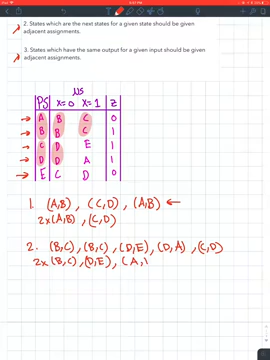 2. States which are the next states for a given state should be given
adjacent assignments.
3. States which have the same output for a given input should be given
adjacent assignments.
NS
PS X=0 X=1 Z
→ A B C 0
→ B B C 1
→ C D E 1
→ D D A 1
→ E C D 0
1. (A,B) , (C,D) , (A,B) ←
2x(A,B) , (C,D)
2. (B,C) , (B,C) , (D,E) , (D,A) , (C,D)
2x(B,C) , (D,E) , (A,